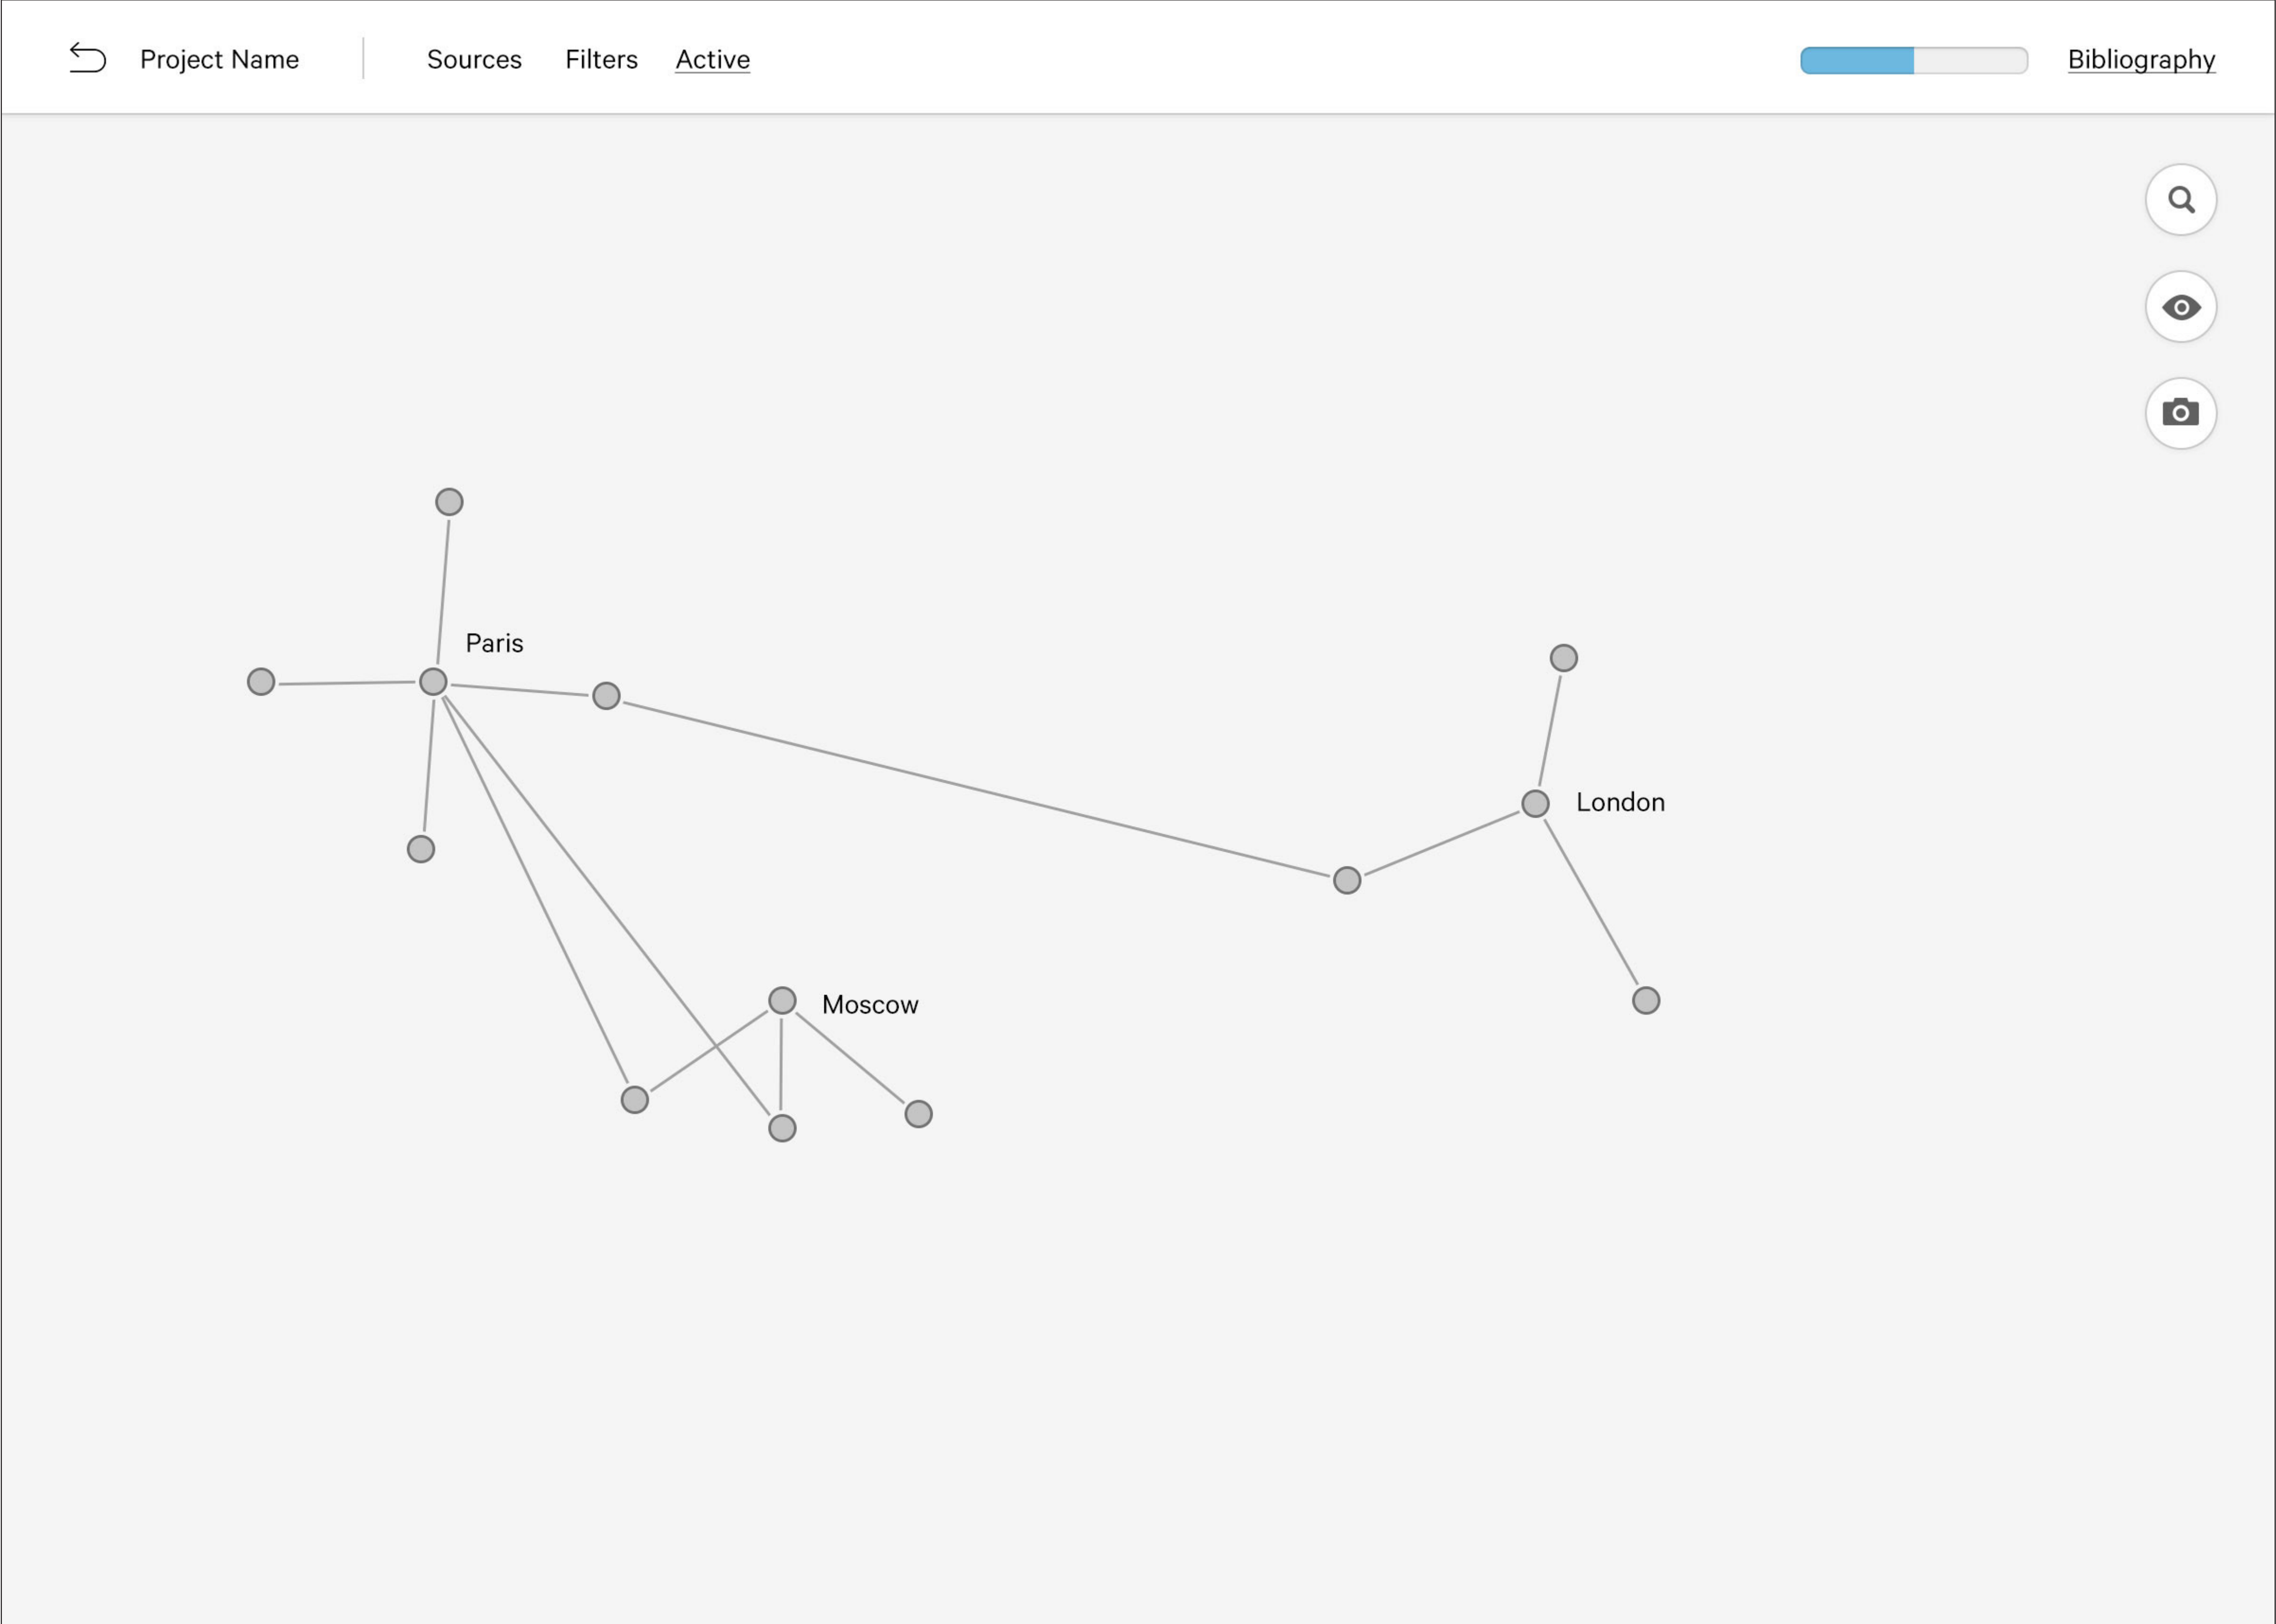 Project Name Sources Filters Active Bibliography
Paris
London
Moscow